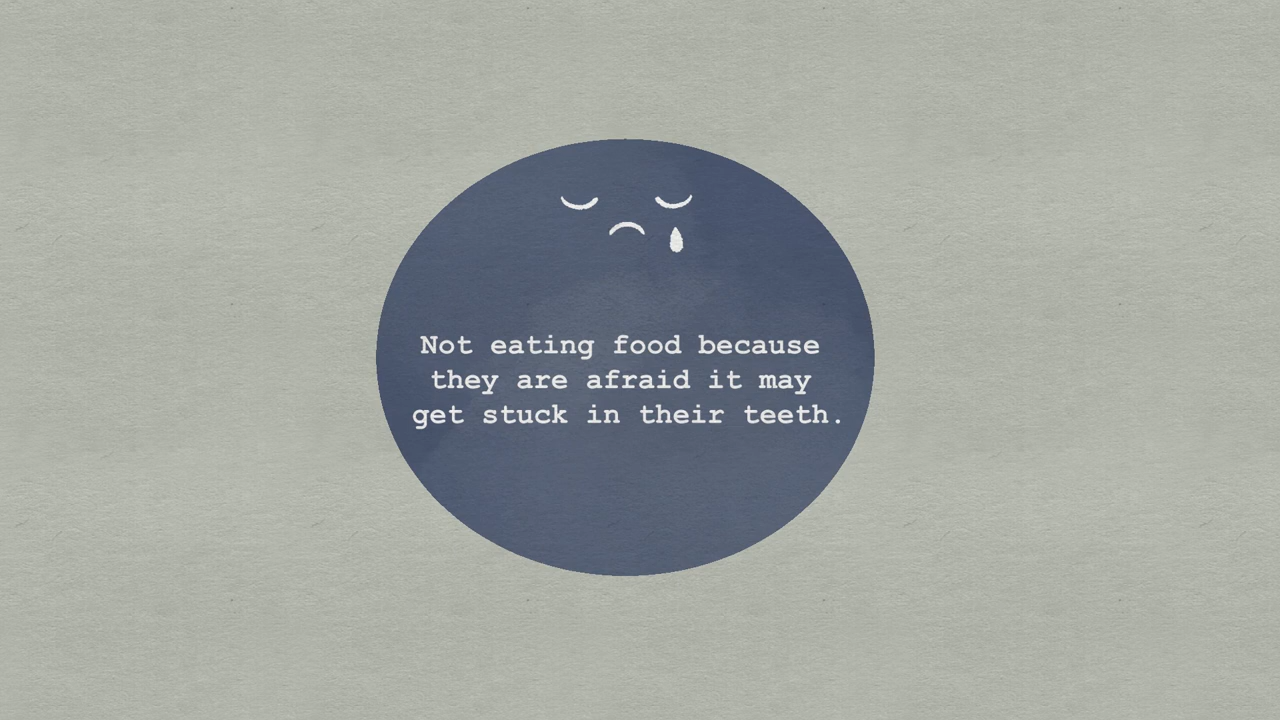 Not eating food because
they are afraid it may
get stuck in their teeth.